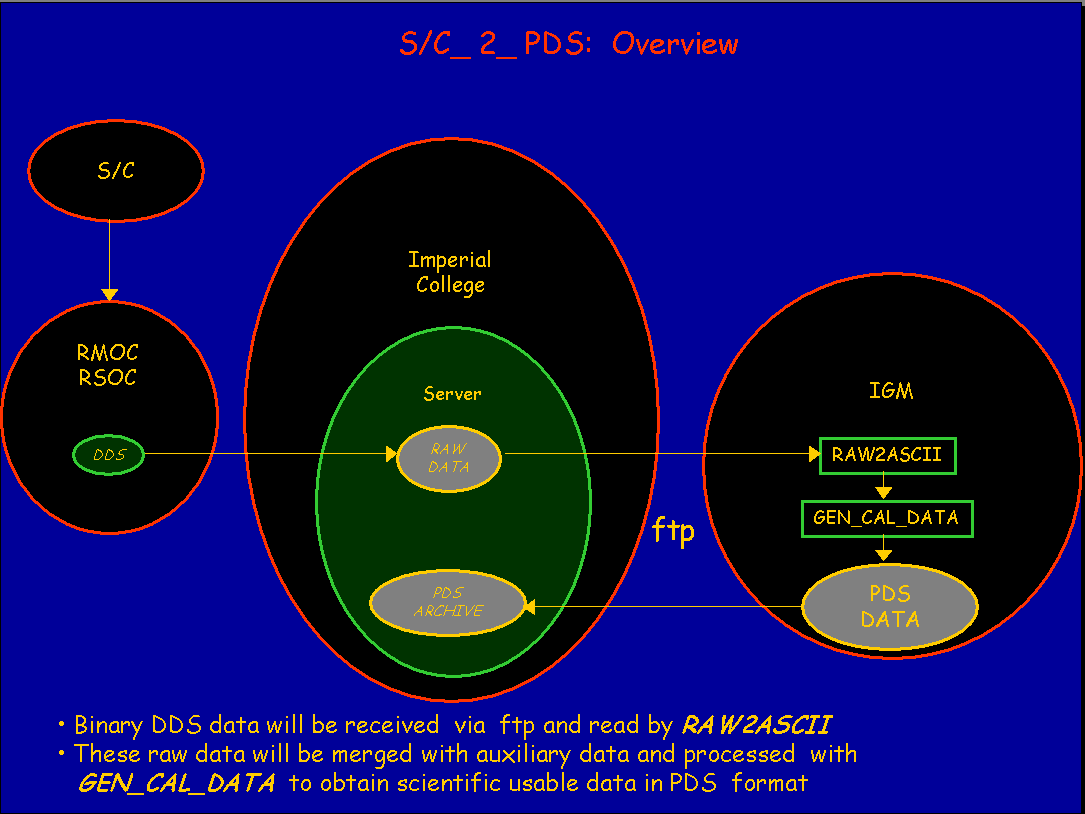 S/C_ 2_ PDS: Overview
S/C
Imperial
College
RMOC
RSOC
Server
IGM
DDS
RAW
DATA
RAW2ASCII
GEN_CAL_DATA
ftp
PDS
ARCHIVE
PDS
DATA
• Binary DDS data will be received via ftp and read by RAW2ASCII
• These raw data will be merged with auxiliary data and processed with
GEN_CAL_DATA to obtain scientific usable data in PDS format